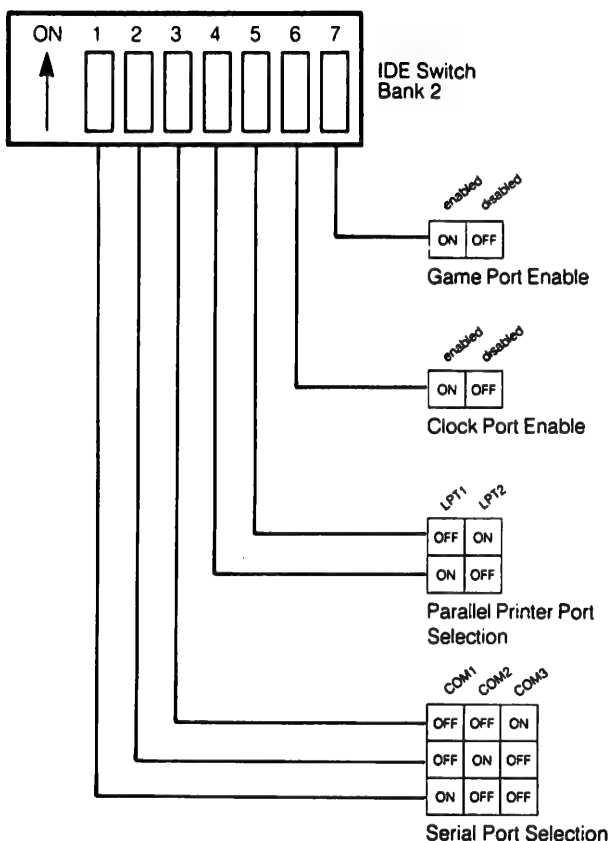 ON 1 2 3 4 5 6 7
IDE Switch
Bank 2
enabled disabled
ON OFF
Game Port Enable
enabled disabled
ON OFF
Clock Port Enable
LPT1 LPT2
OFF ON
ON OFF
Parallel Printer Port
Selection
COM1 COM2 COM3
OFF OFF ON
OFF ON OFF
ON OFF OFF
Serial Port Selection